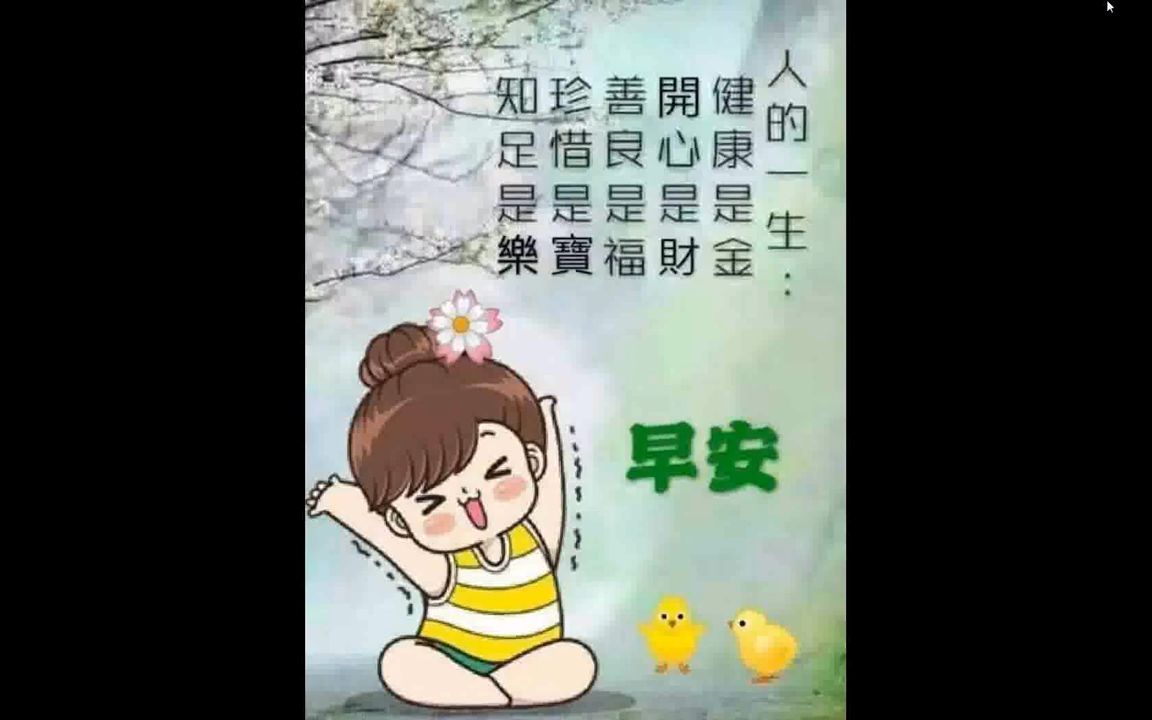 人的一生：
健康是金
開心是財
善良是福
珍惜是寶
知足是樂
早安